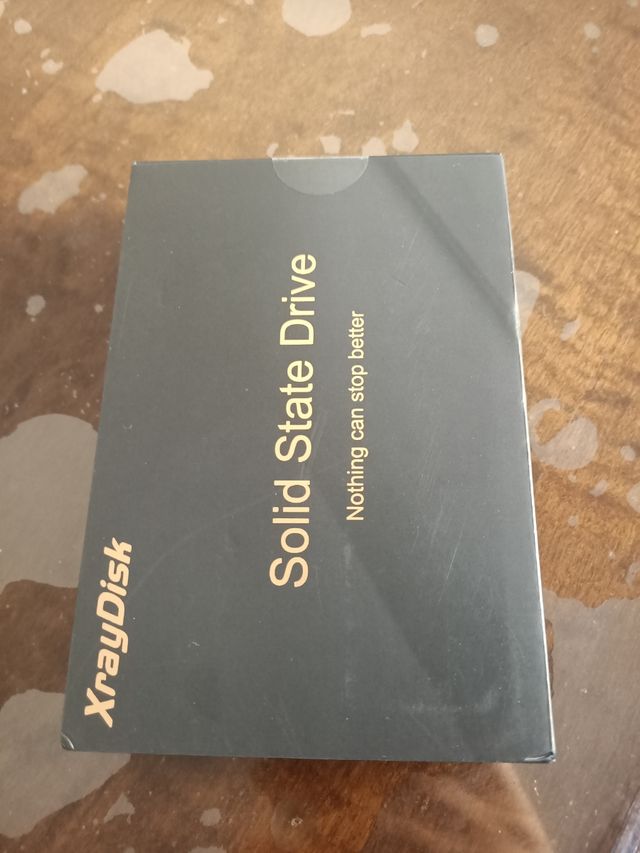 XrayDisk
Solid State Drive
Nothing can stop better